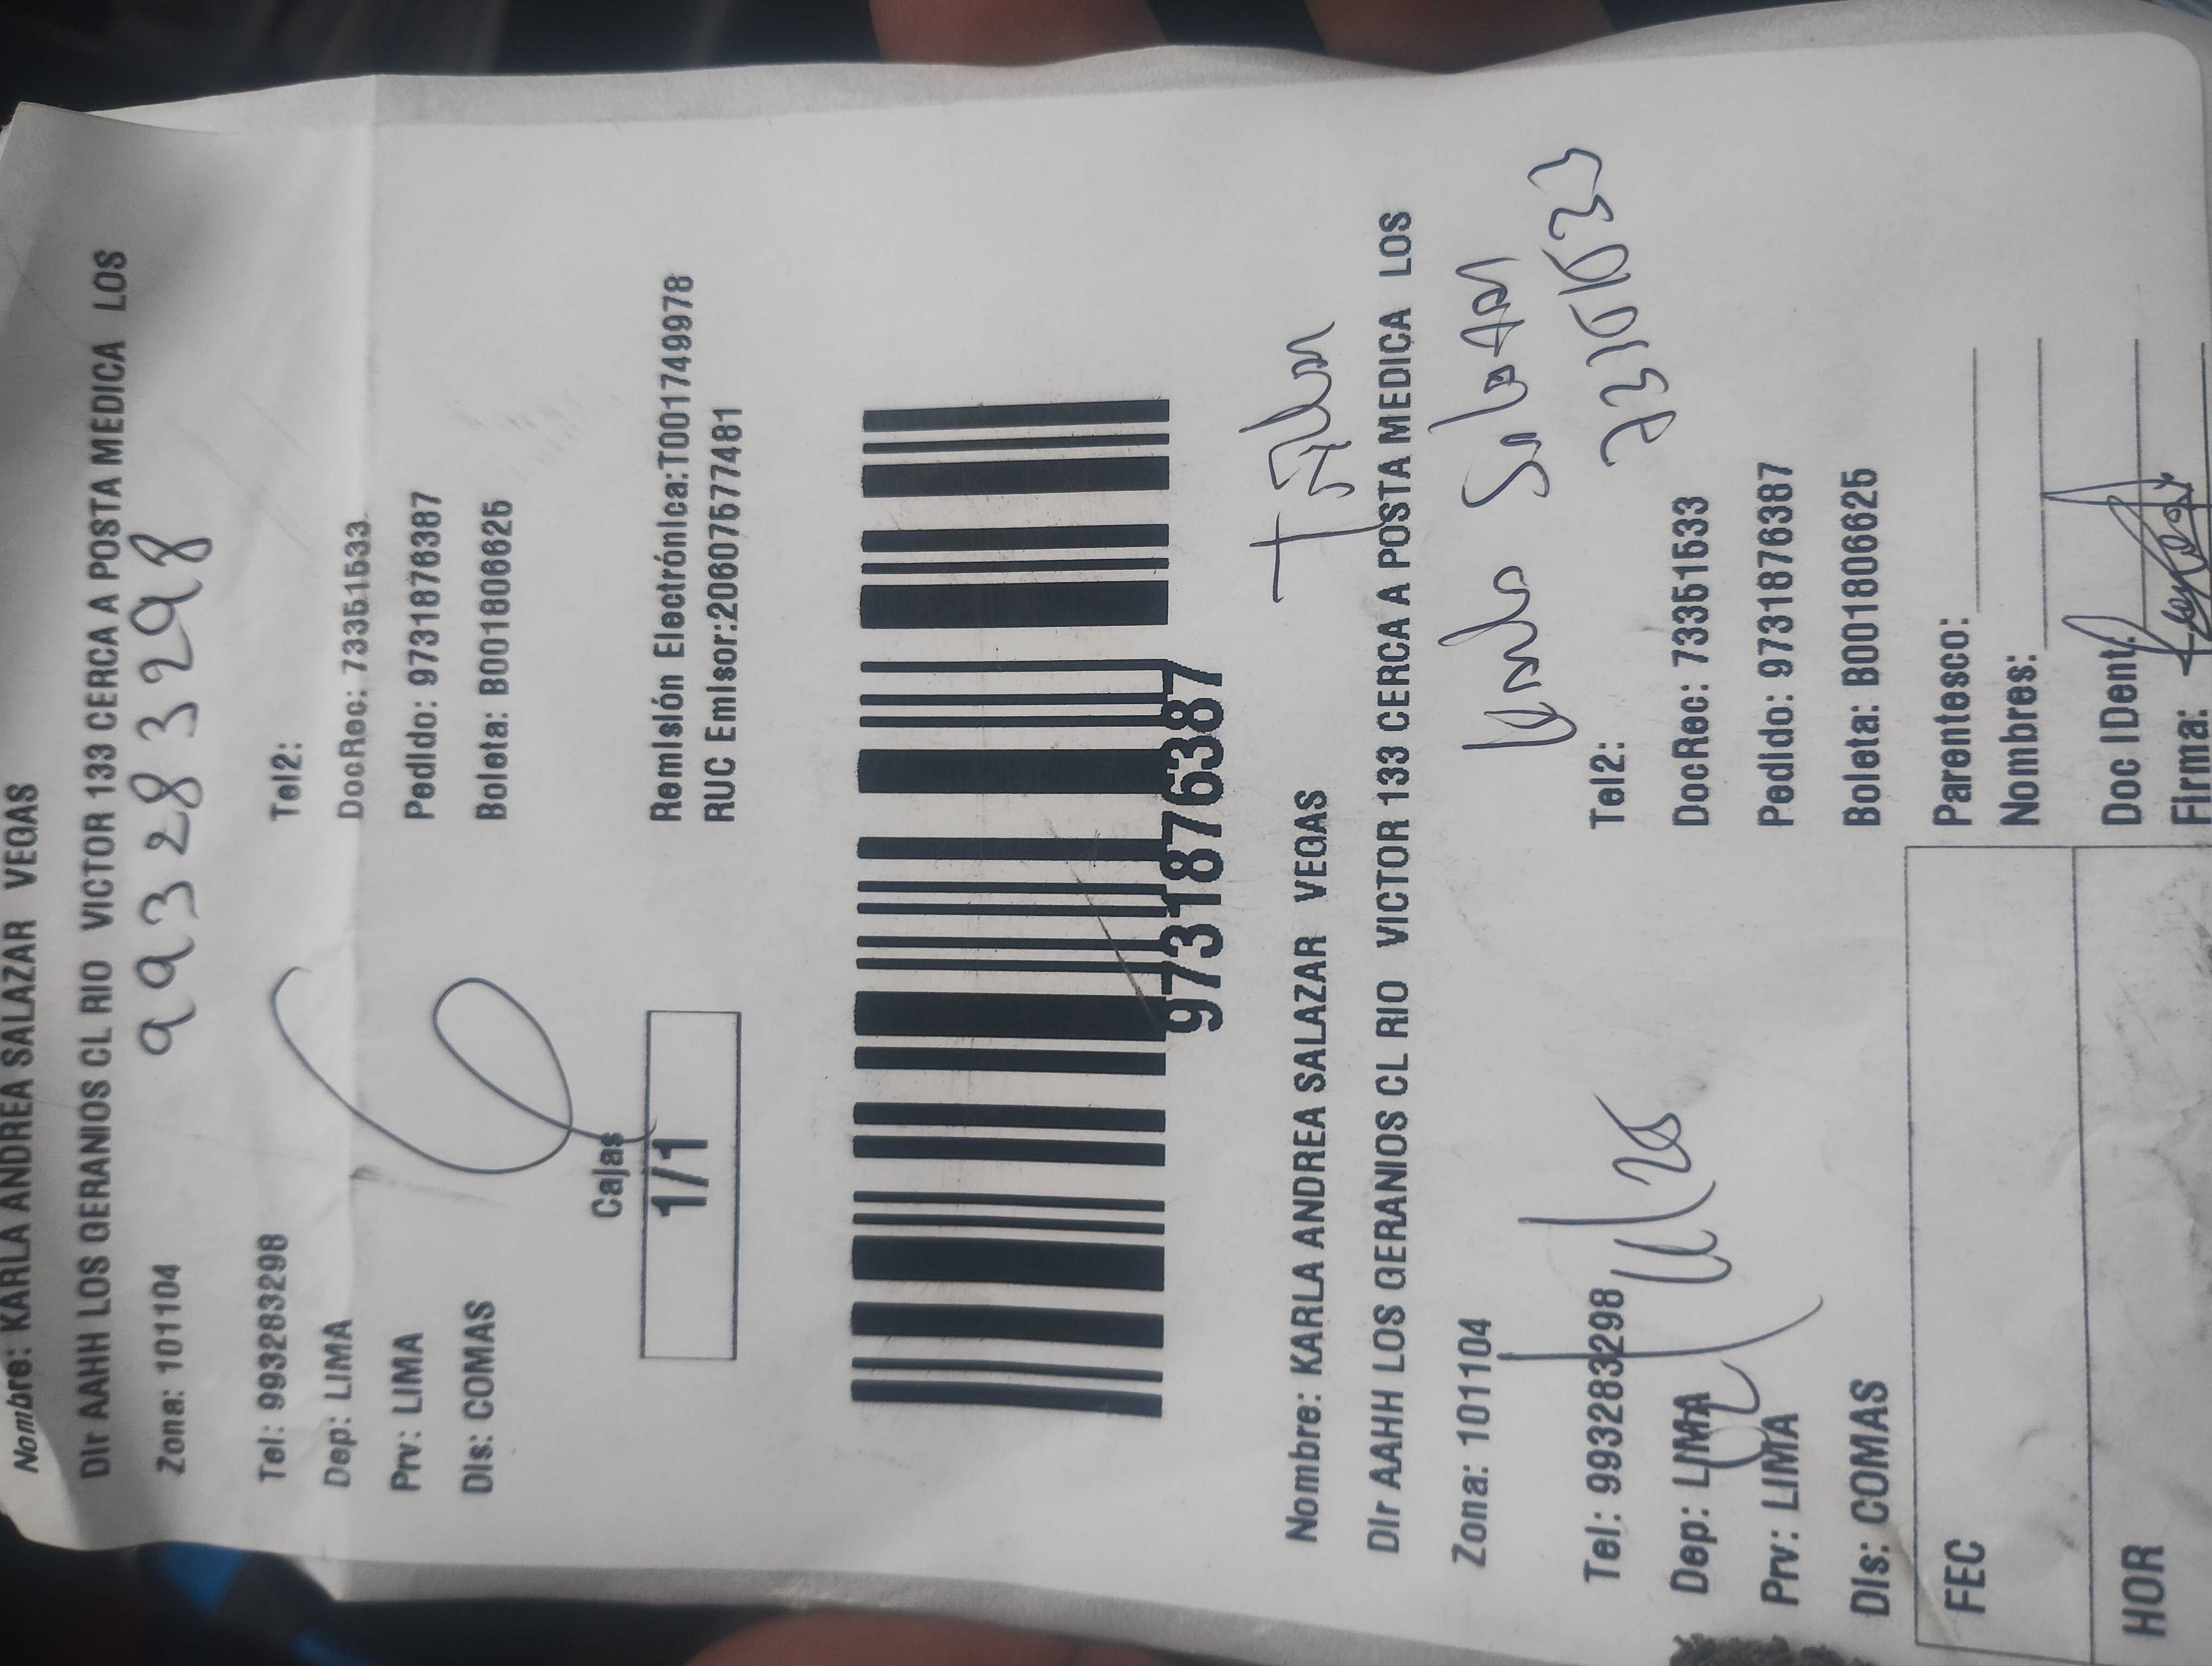 Nombre: KARLA ANDREA SALAZAR VEGAS
Dir AAHH LOS GERANIOS CL RIO VICTOR 133 CERCA A POSTA MEDICA LOS
Zona: 101104
993283298
Tel: 993283298 Tel2:
Dep: LIMA DocRec: 73351533
Prv: LIMA Pedido: 973187876387
Dis: COMAS Boleta: B001806625
Cajas
1/1
Remisión Electrónica:T001749978
RUC Emisor:20607577481
973187876387
Nombre: KARLA ANDREA SALAZAR VEGAS
Dir AAHH LOS GERANIOS CL RIO VICTOR 133 CERCA A POSTA MEDICA LOS
Zona: 101104
Tel: 993283298 Tel2:
Dep: LIMA DocRec: 73351533
Prv: LIMA Pedido: 973187876387
Dis: COMAS Boleta: B001806625
FEC
HOR
Parentesco:
Nombres:
Doc IDent:
Firma: